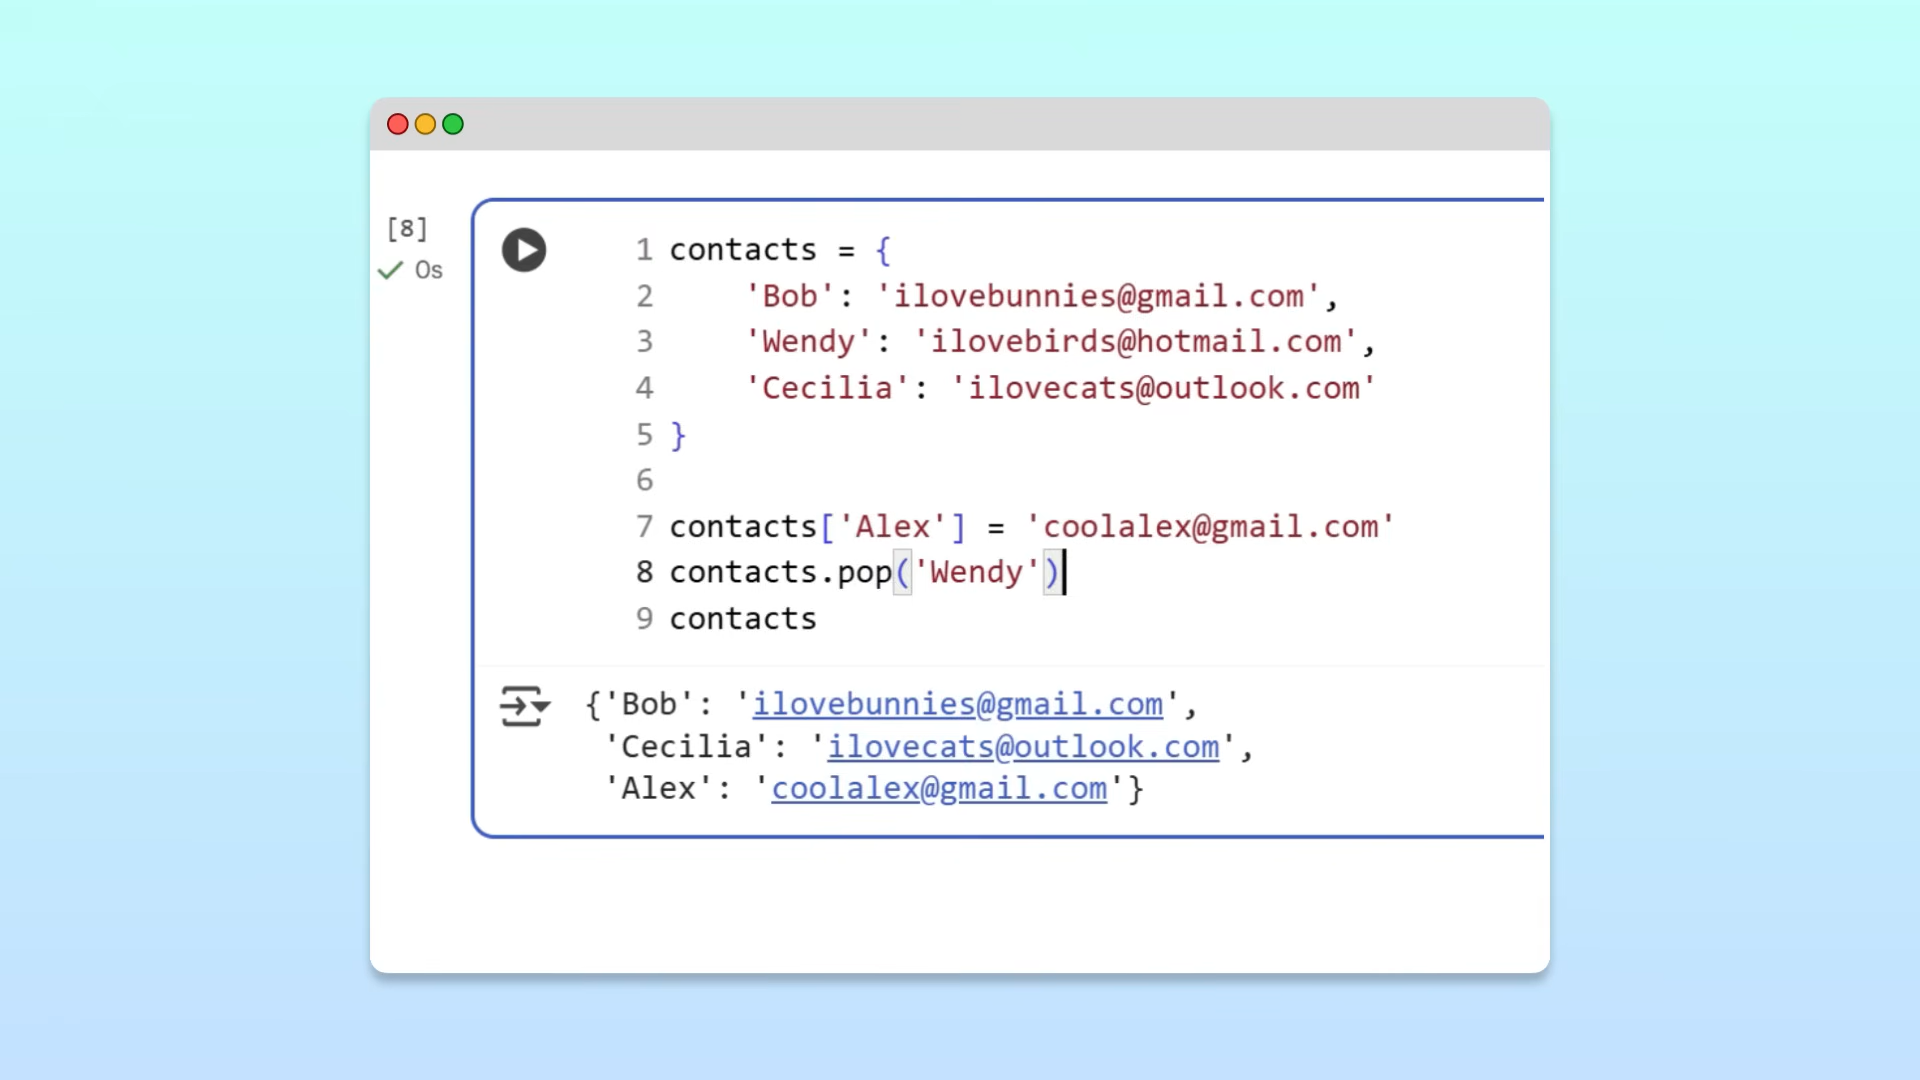 [8]
0s
1 contacts = {
2     'Bob': 'ilovebunnies@gmail.com',
3     'Wendy': 'ilovebirds@hotmail.com',
4     'Cecilia': 'ilovecats@outlook.com'
5 }
6
7 contacts['Alex'] = 'coolalex@gmail.com'
8 contacts.pop('Wendy')
9 contacts
{'Bob': 'ilovebunnies@gmail.com',
 'Cecilia': 'ilovecats@outlook.com',
 'Alex': 'coolalex@gmail.com'}